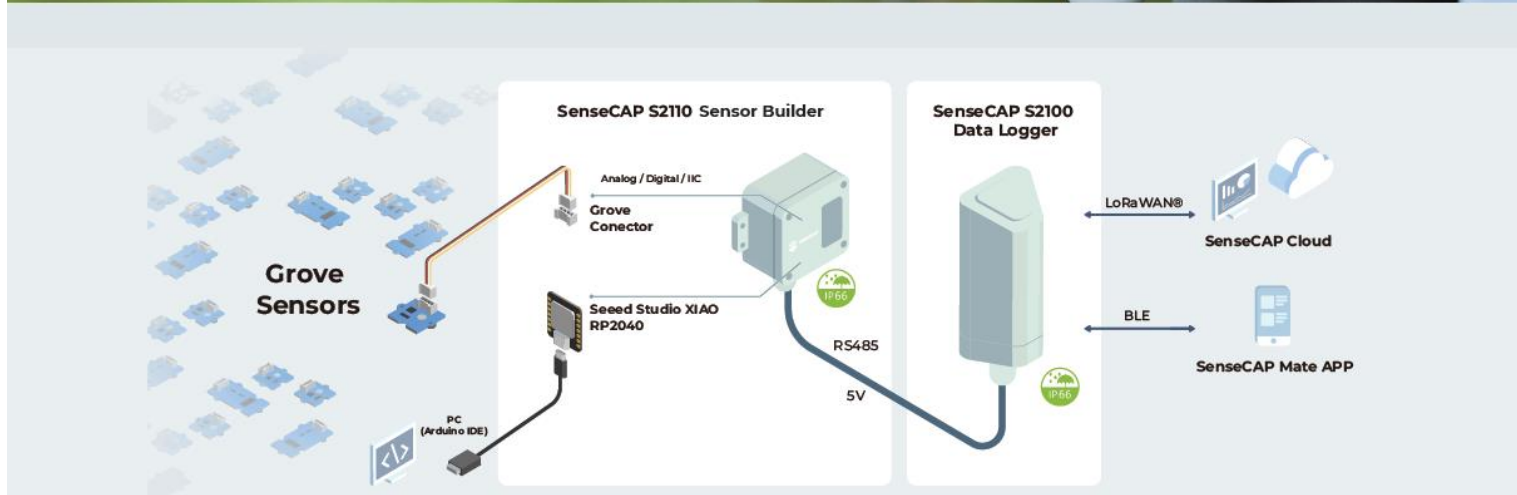 SenseCAP S2110 Sensor Builder
SenseCAP S2100
Data Logger
Analog / Digital / IIC
Grove
Conector
Grove
Sensors
Seeed Studio XIAO
RP2040
PC
(Arduino IDE)
IP66
RS485
5V
IP66
LoRaWAN®
SenseCAP Cloud
BLE
SenseCAP Mate APP